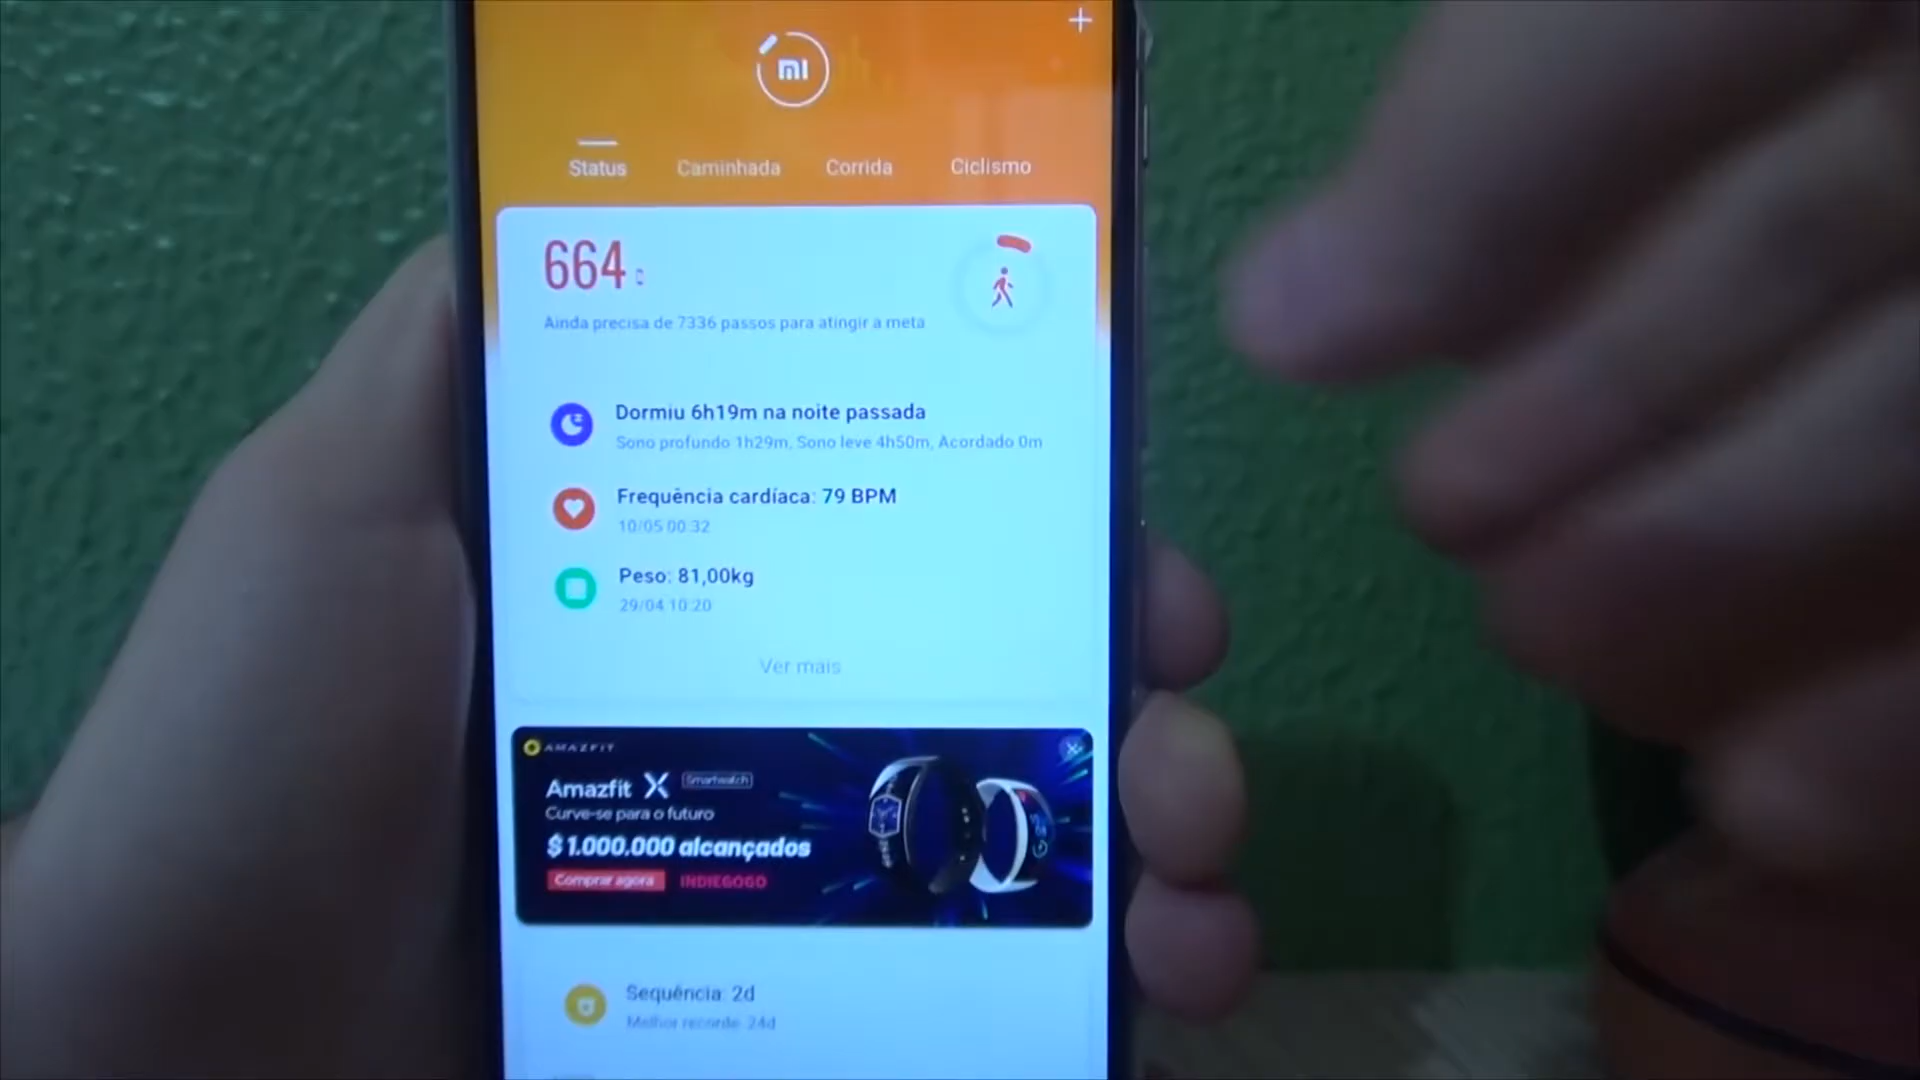 mi
Status Caminhada Corrida Ciclismo
664
Ainda precisa de 7336 passos para atingir a meta
Dormiu 6h19m na noite passada
Sono profundo 1h29m, Sono leve 4h50m, Acordado 0m
Frequência cardíaca: 79 BPM
10/05 00:32
Peso: 81,00kg
29/04 10:20
Ver mais
AMAZFIT
Amazfit X Smartwatch
Curve-se para o futuro
$1.000.000 alcançados
Comprar agora INDIEGOGO
Sequência: 2d
Melhor recorde: 24d